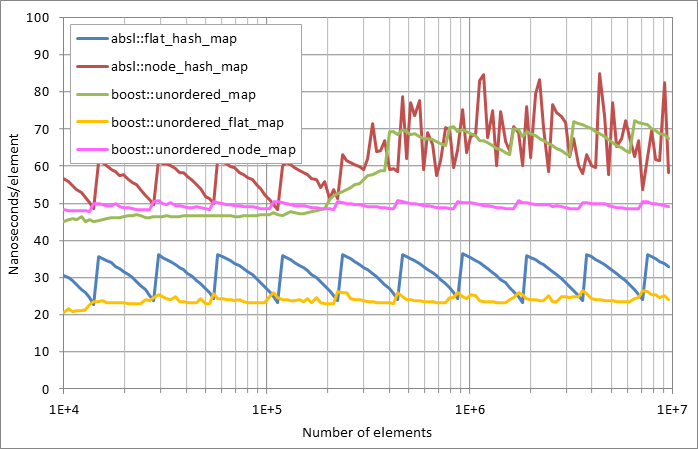 100
90
80
70
60
50
40
30
20
10
0
Nanoseconds/element
absl::flat_hash_map
absl::node_hash_map
boost::unordered_map
boost::unordered_flat_map
boost::unordered_node_map
1E+4
1E+5
1E+6
1E+7
Number of elements